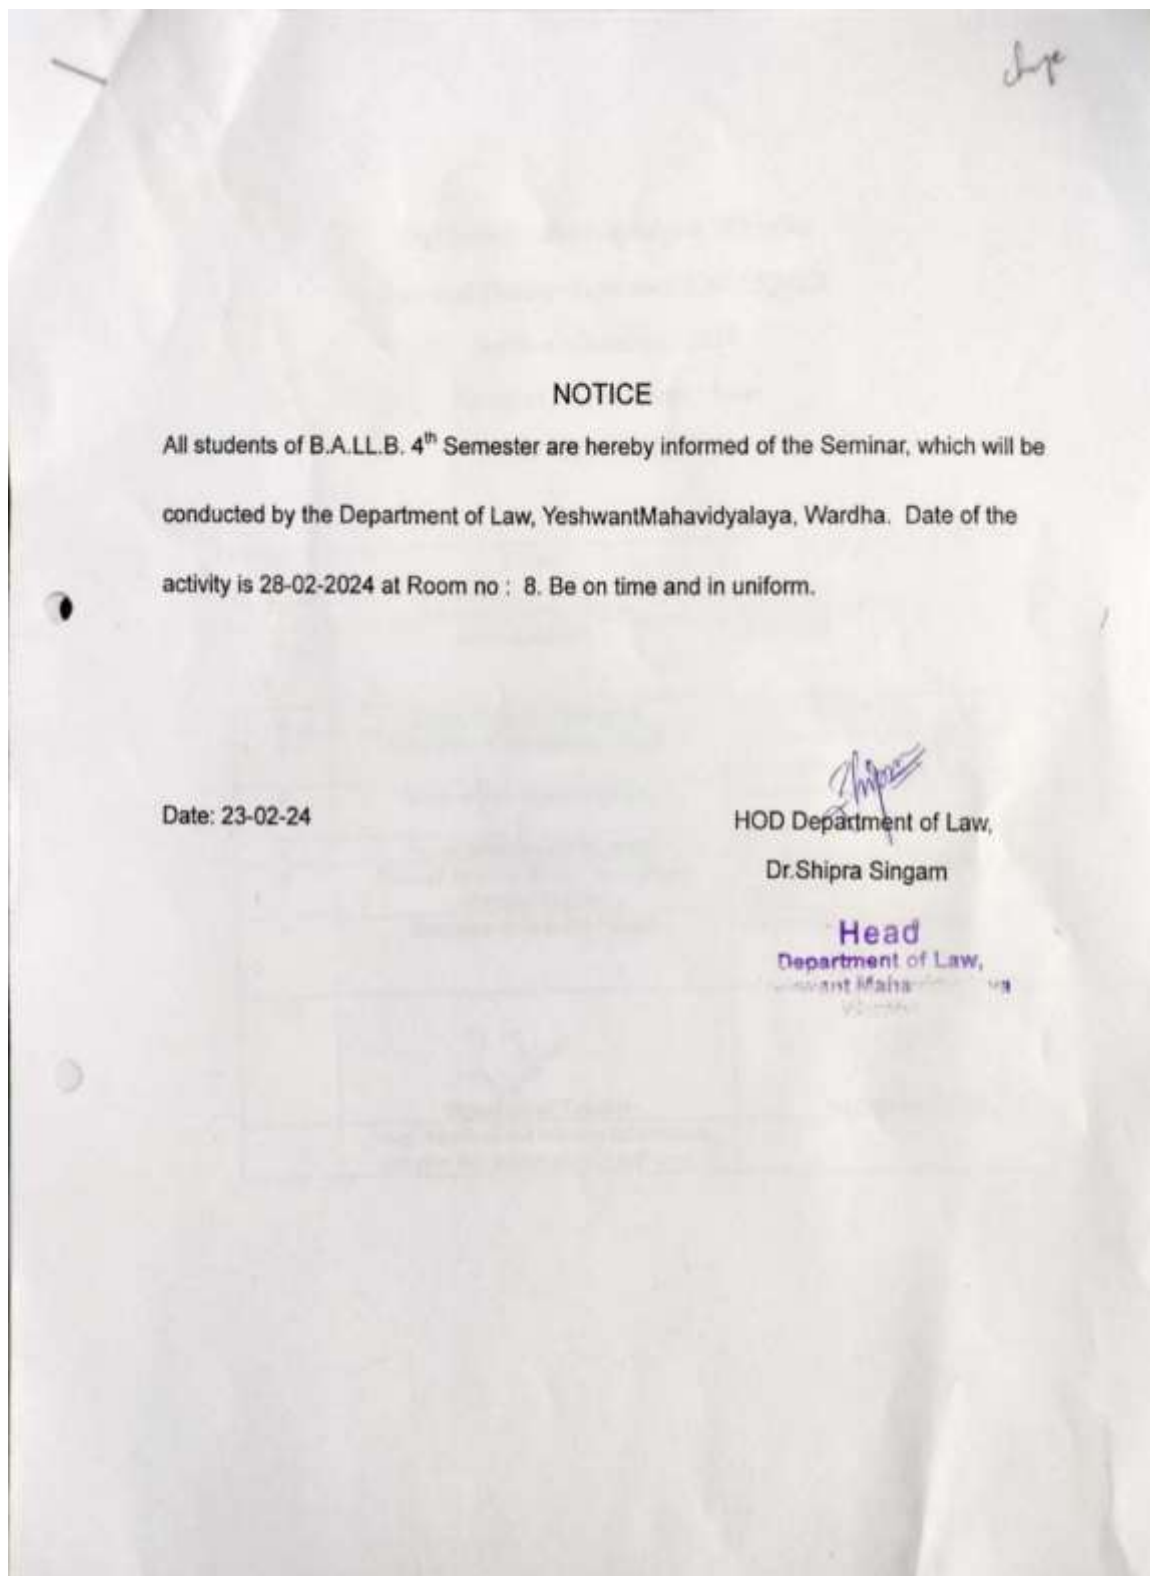 NOTICE
All students of B.A.LL.B. 4th Semester are hereby informed of the Seminar, which will be
conducted by the Department of Law, YeshwantMahavidyalaya, Wardha. Date of the
activity is 28-02-2024 at Room no : 8. Be on time and in uniform.
Date: 23-02-24
HOD Department of Law,
Dr.Shipra Singam
Head
Department of Law,